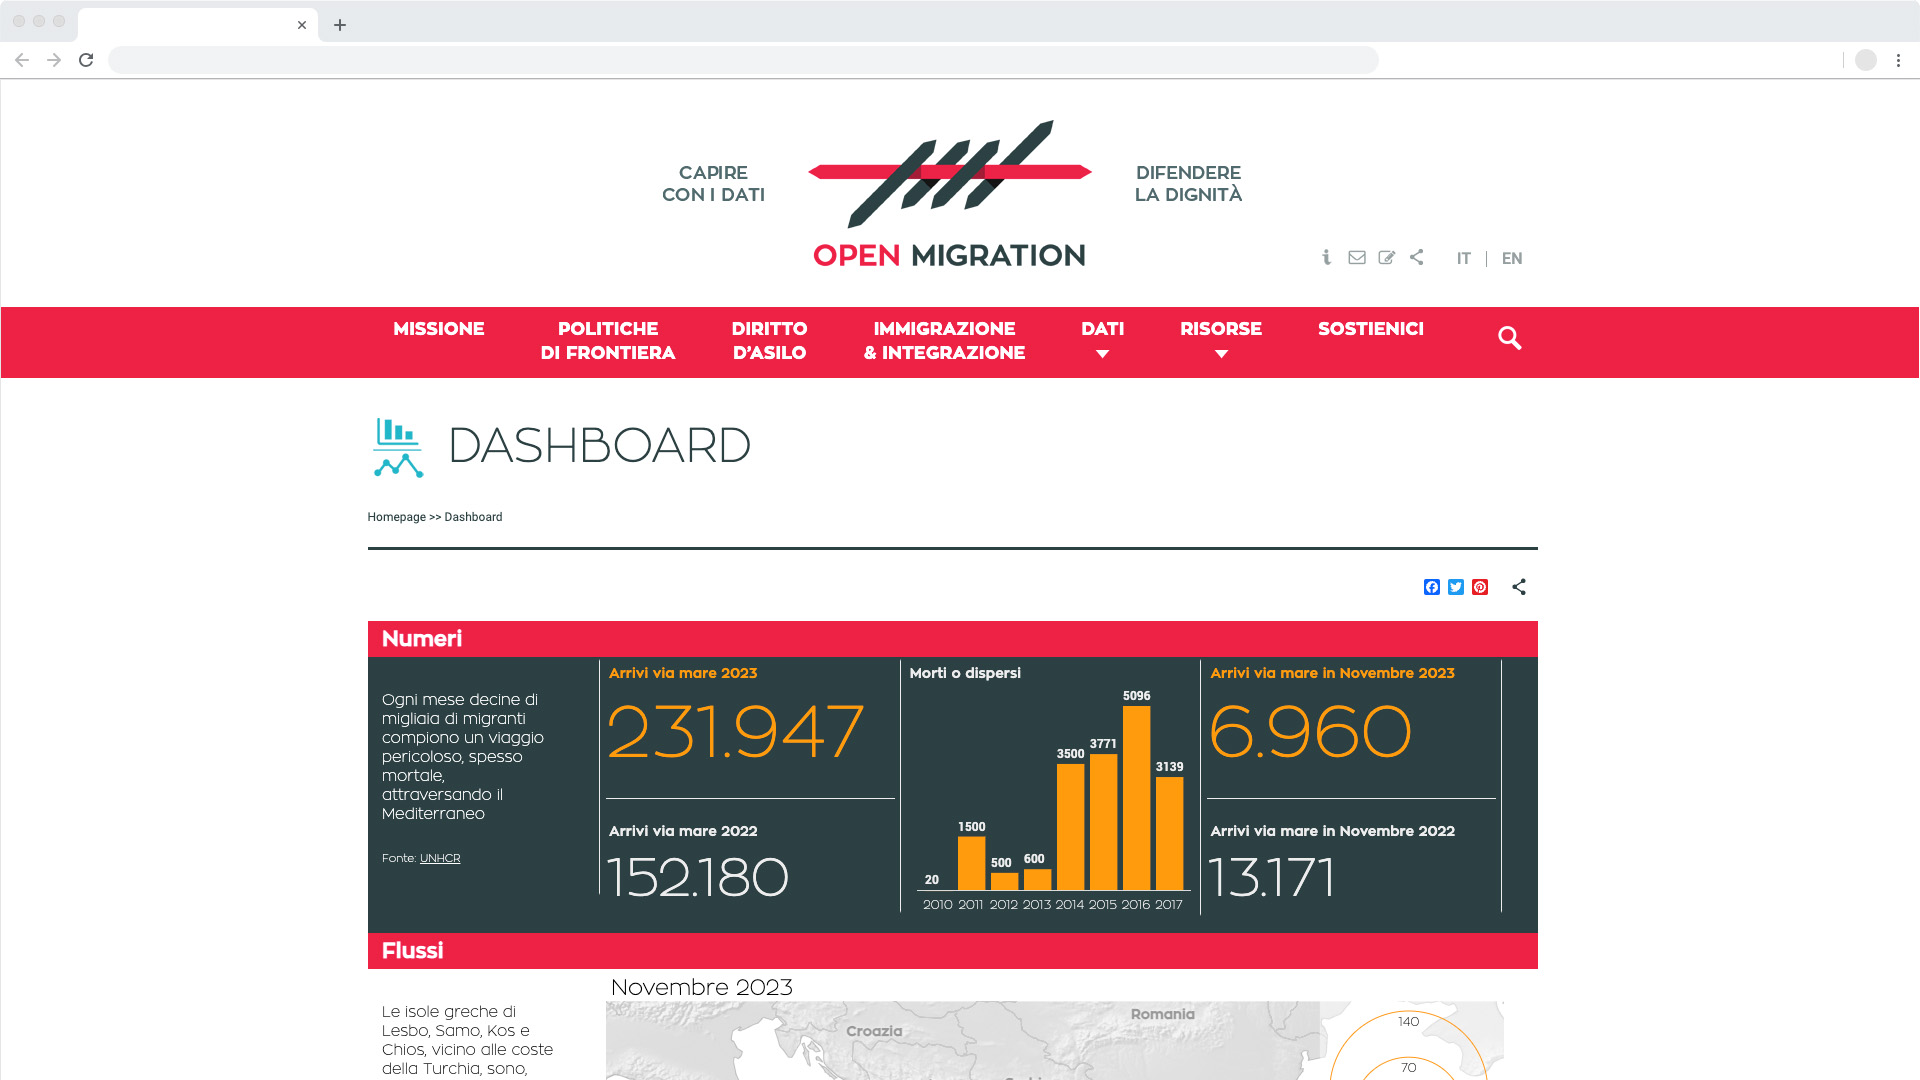 CAPIRE
CON I DATI
DIFENDERE
LA DIGNITÀ
OPEN MIGRATION
IT | EN
MISSIONE
POLITICHE
DI FRONTIERA
DIRITTO
D'ASILO
IMMIGRAZIONE
& INTEGRAZIONE
DATI
RISORSE
SOSTIENICI
DASHBOARD
Homepage >> Dashboard
Numeri
Ogni mese decine di
migliaia di migranti
compiono un viaggio
pericoloso, spesso
mortale,
attraversando il
Mediterraneo
Fonte: UNHCR
Arrivi via mare 2023
231.947
Arrivi via mare 2022
152.180
Morti o dispersi
20
1500
500
600
3500
3771
5096
3139
2010 2011 2012 2013 2014 2015 2016 2017
Arrivi via mare in Novembre 2023
6.960
Arrivi via mare in Novembre 2022
13.171
Flussi
Le isole greche di
Lesbo, Samo, Kos e
Chios, vicino alle coste
della Turchia, sono,
Novembre 2023
Croazia
Romania
140
70